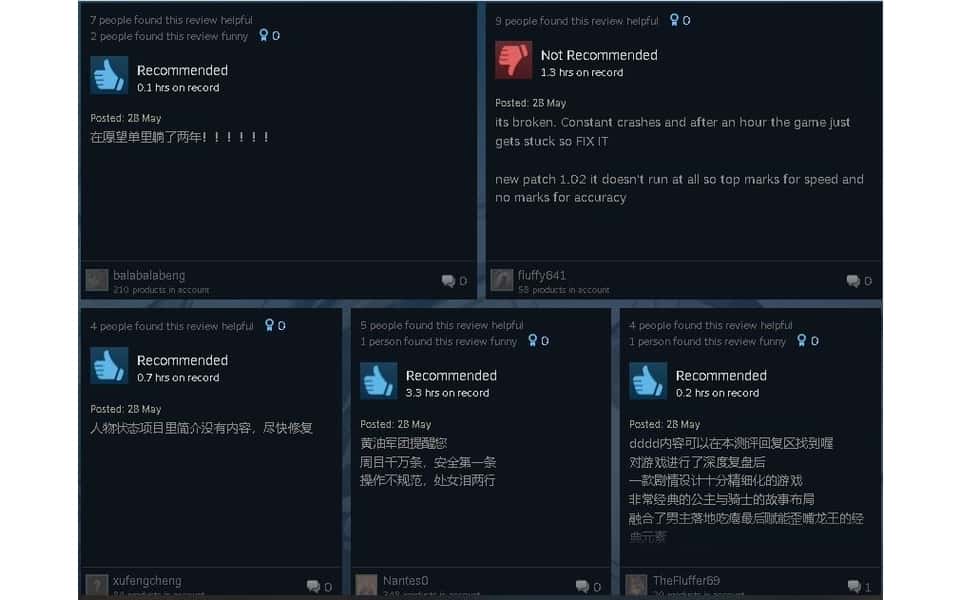 7 people found this review helpful
2 people found this review funny 0
Recommended
0.1 hrs on record
Posted: 28 May
在愿望单里躺了两年！！！！！！
balabalabeng
210 products in account
0
9 people found this review helpful 0
Not Recommended
1.3 hrs on record
Posted: 28 May
its broken. Constant crashes and after an hour the game just
gets stuck so FIX IT
new patch 1.02 it doesn't run at all so top marks for speed and
no marks for accuracy
fluffy641
58 products in account
0
4 people found this review helpful 0
Recommended
0.7 hrs on record
Posted: 28 May
人物状态项目里简介没有内容，尽快修复
xufengcheng
products in account
0
5 people found this review helpful
1 person found this review funny 0
Recommended
3.3 hrs on record
Posted: 28 May
黄油军团提醒您
周目千万条，安全第一条
操作不规范，处女泪两行
Nantes0
products in account
0
4 people found this review helpful
1 person found this review funny 0
Recommended
0.2 hrs on record
Posted: 28 May
dddd内容可以在本测评回复区找到喔
对游戏进行了深度复盘后
一款剧情设计十分精细化的游戏
非常经典的公主与骑士的故事布局
融合了男主落地吃瘪最后赋能歪嘴龙王的经
典元素
TheFluffer69
products in account
1